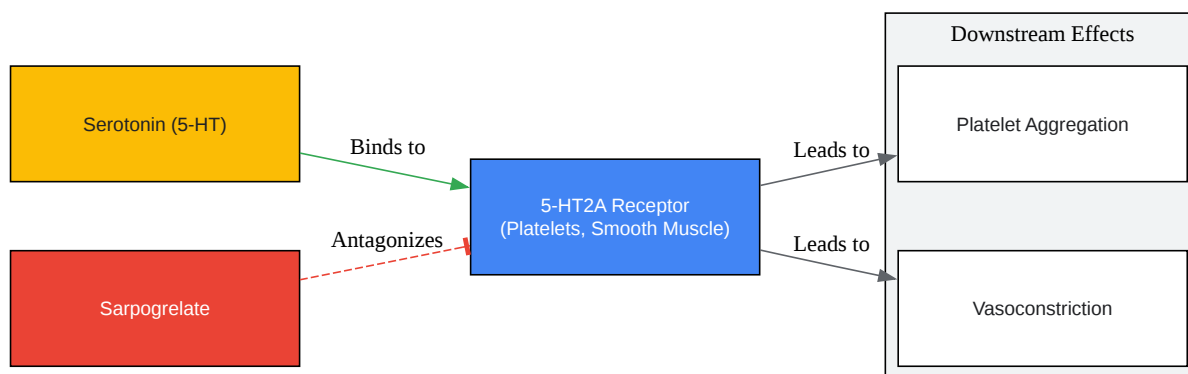 Downstream Effects
Serotonin (5-HT)
Binds to
Leads to
Platelet Aggregation
5-HT2A Receptor
(Platelets, Smooth Muscle)
Antagonizes
Leads to
Sarpogrelate
Vasoconstriction